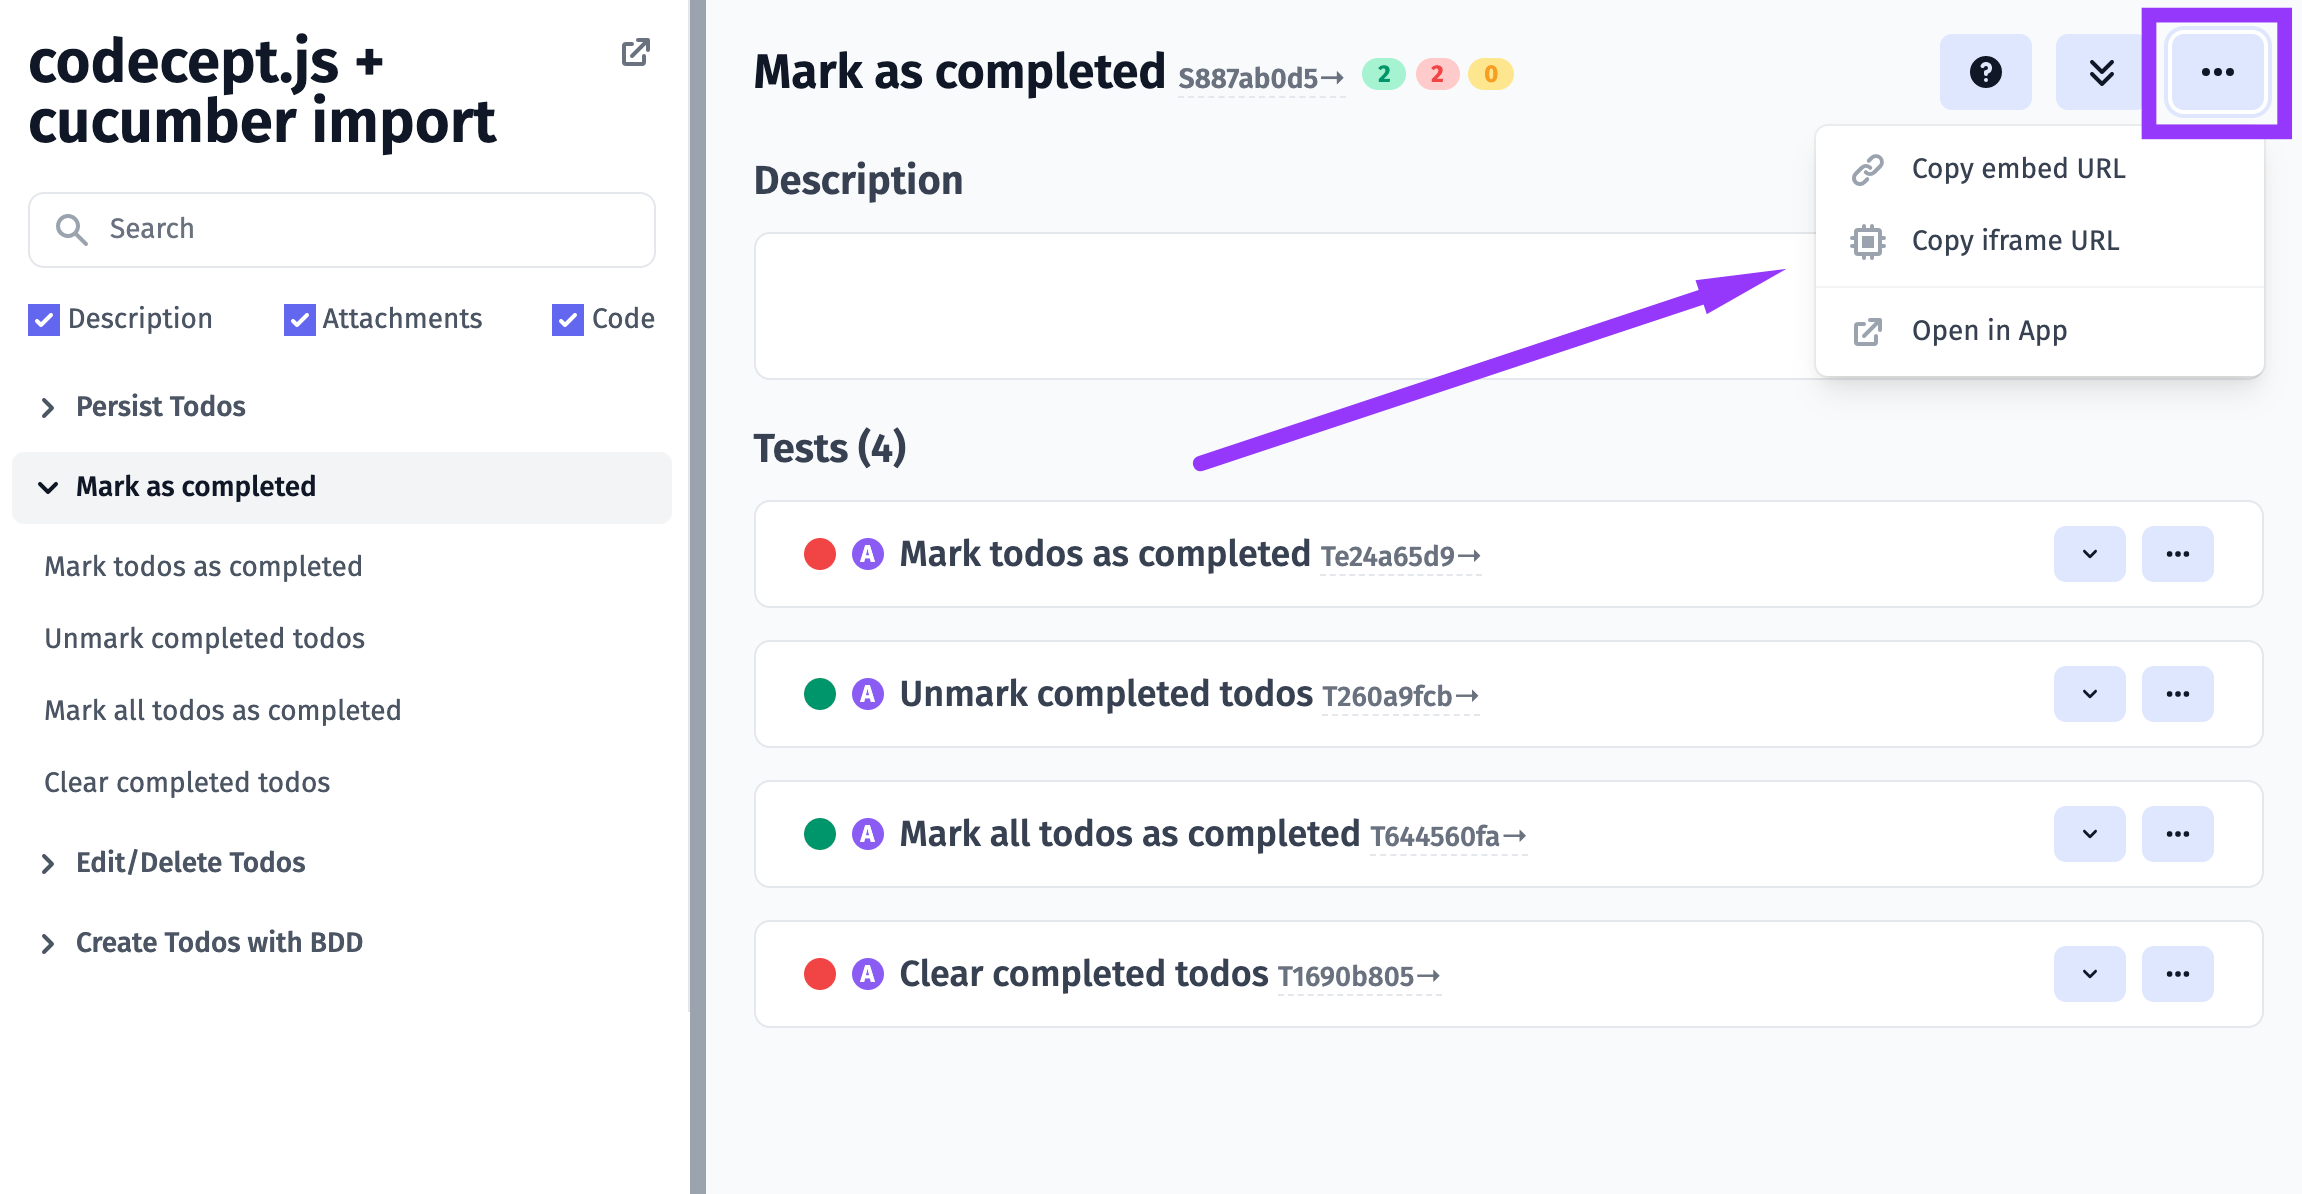 codecept.js +
cucumber import
Search
Description
Attachments
Code
Persist Todos
Mark as completed
Mark todos as completed
Unmark completed todos
Mark all todos as completed
Clear completed todos
Edit/Delete Todos
Create Todos with BDD
Mark as completed S887ab0d5→ 2 2 0
?
Copy embed URL
Copy iframe URL
Open in App
Description
Tests (4)
A Mark todos as completed Te24a65d9→
A Unmark completed todos T260a9fcb→
A Mark all todos as completed T644560fa→
A Clear completed todos T1690b805→